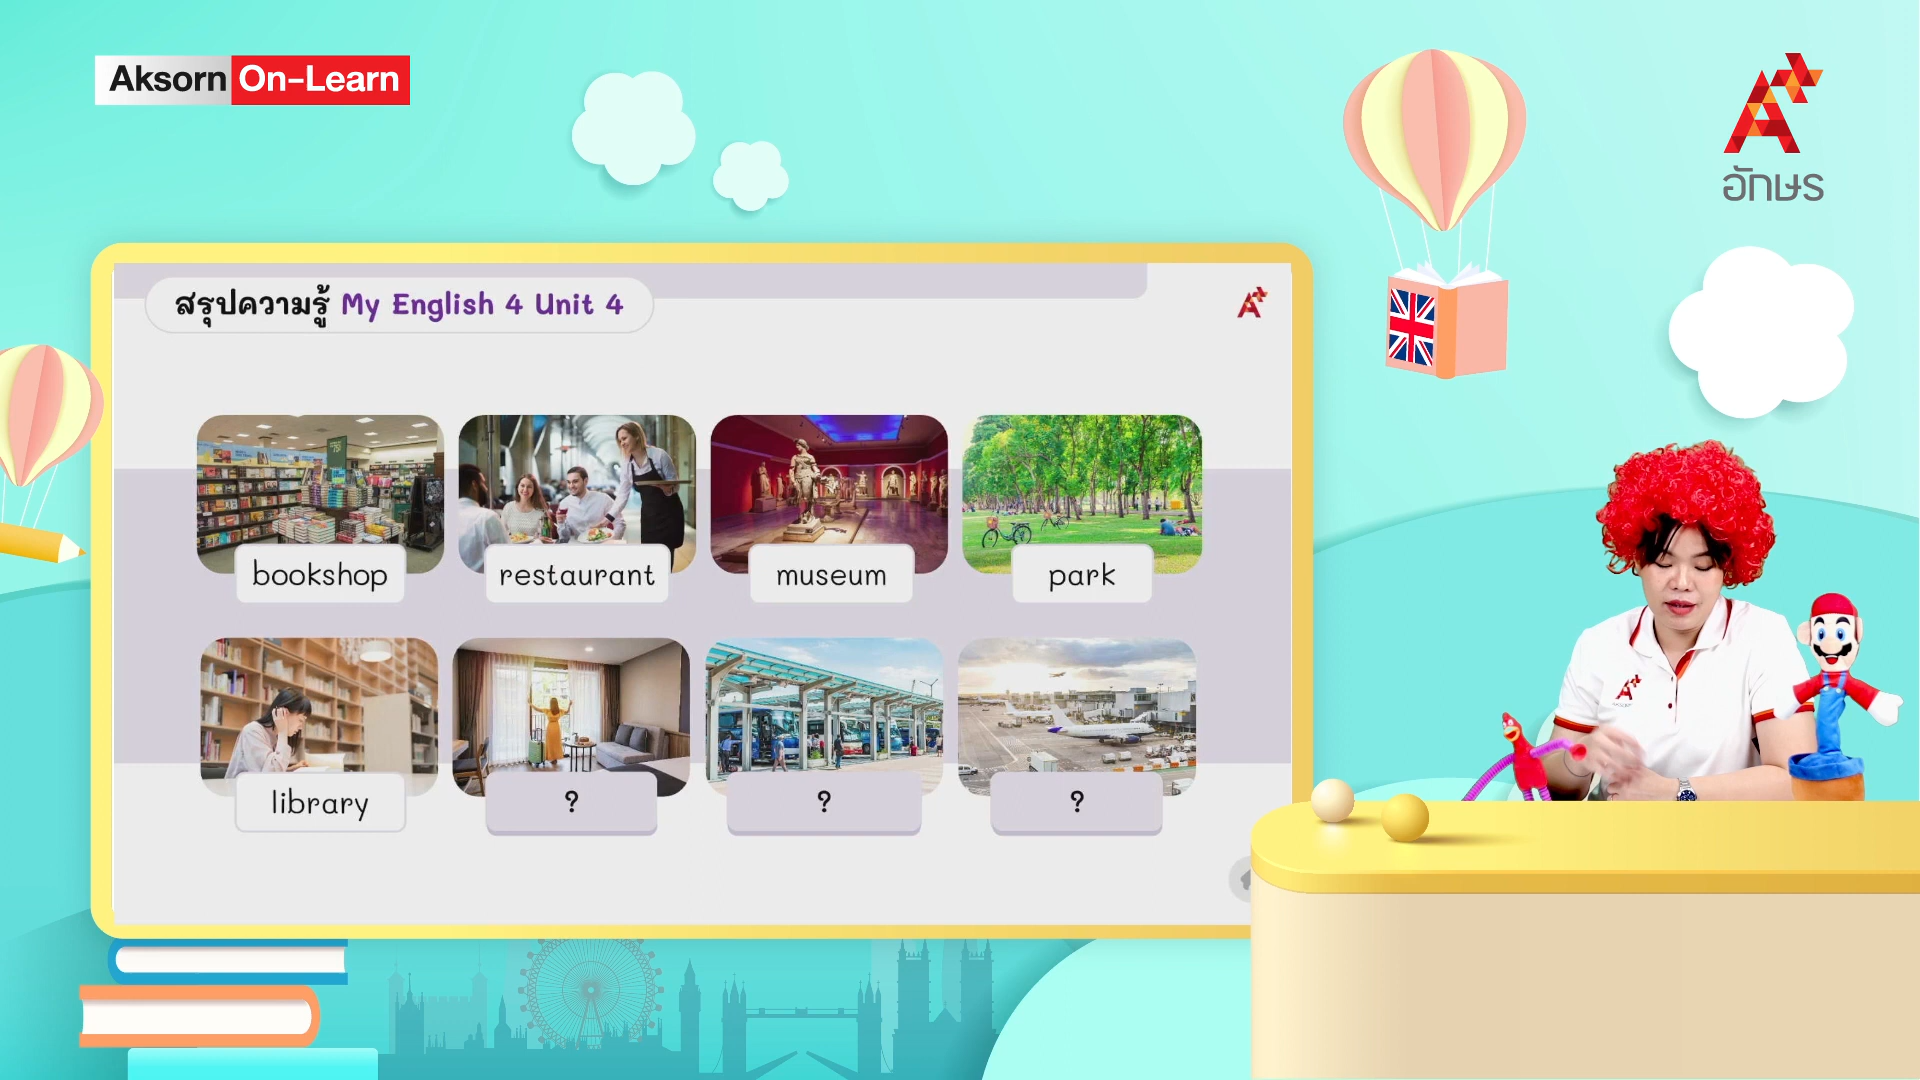 Aksorn On-Learn
อักษร
สรุปความรู้ My English 4 Unit 4
bookshop
restaurant
museum
park
library
?
?
?